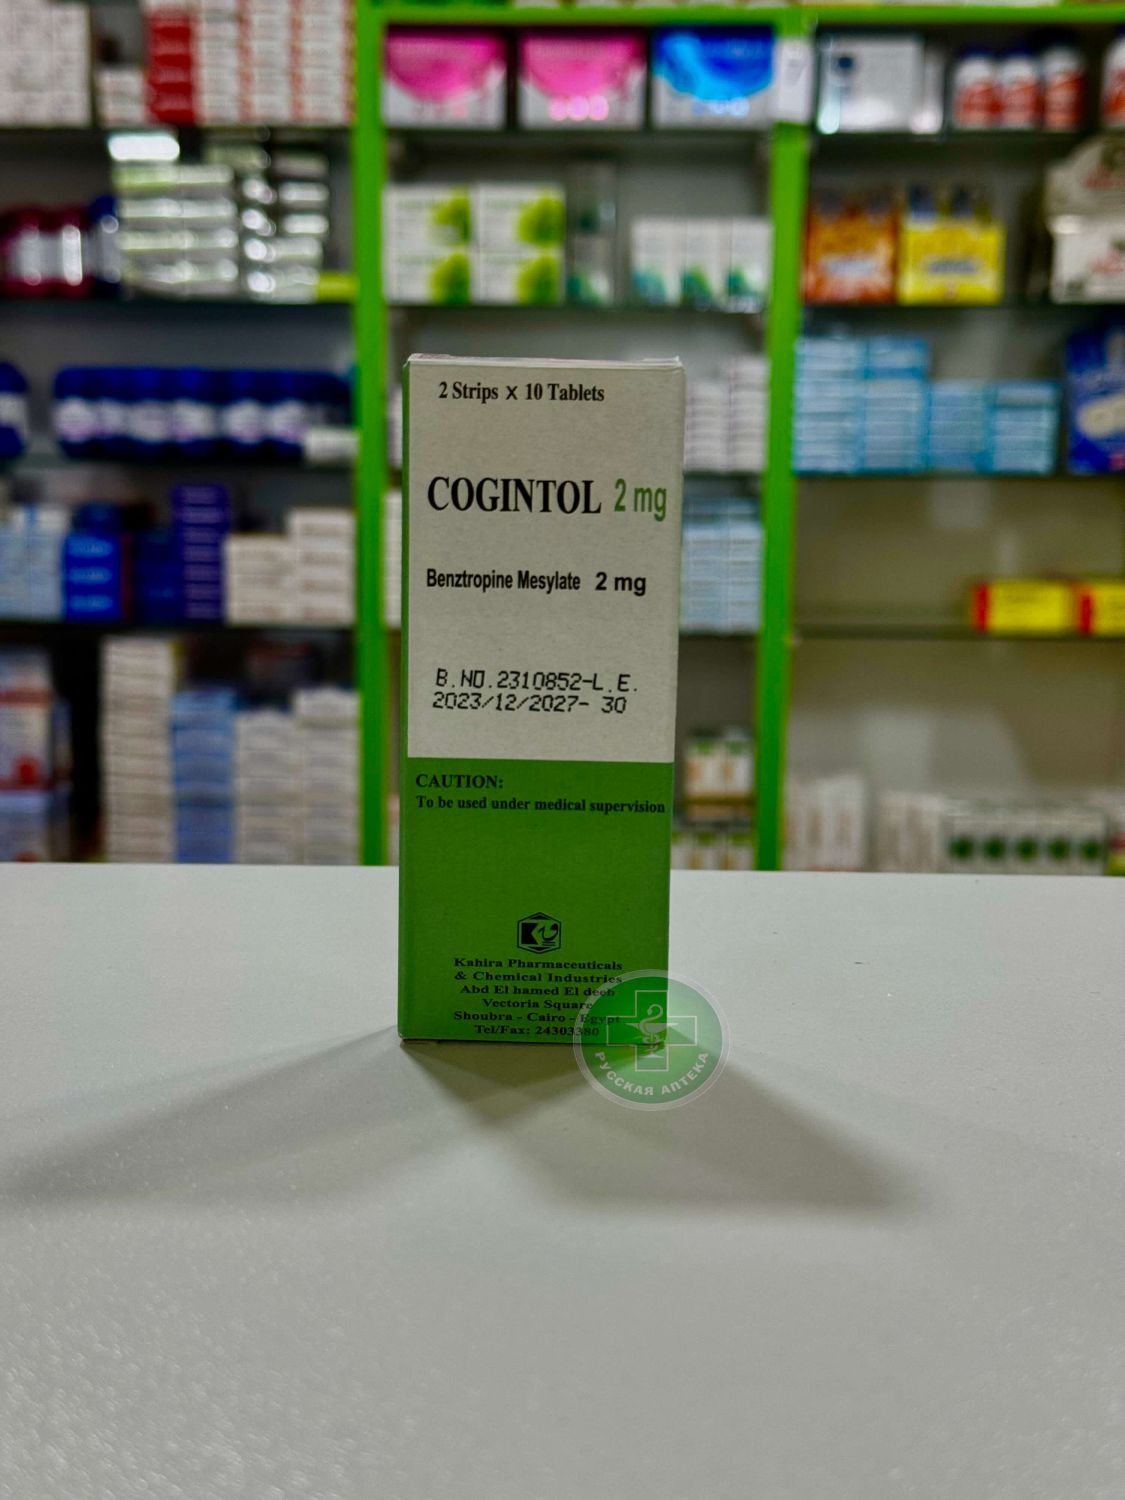 2 Strips x 10 Tablets
COGINTOL 2 mg
Benztropine Mesylate 2 mg
B.NO.2310852-L.E.
2023/12/2027- 30
CAUTION:
To be used under medical supervision
Kahira Pharmaceuticals
& Chemical Industries
Abd El hamed El deeb
Vectoria Square
Shoubra - Cairo - Egypt
Tel/Fax: 24303380
РУССКАЯ АПТЕКА